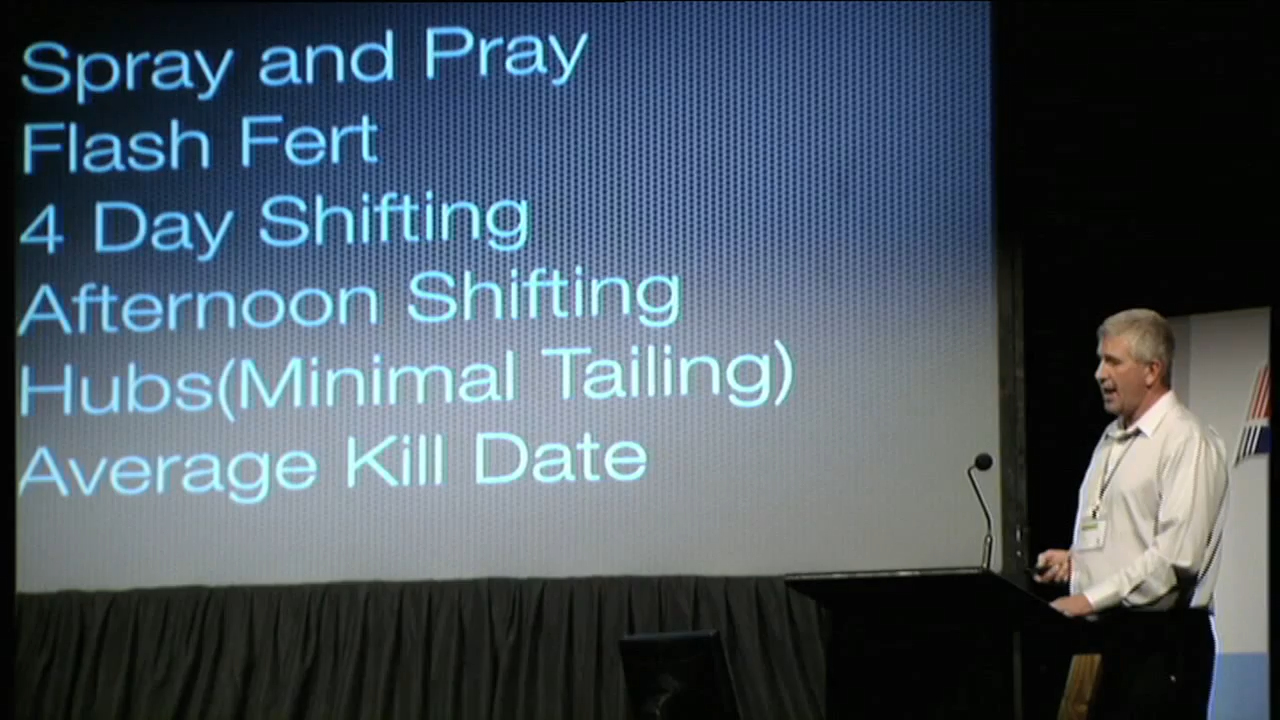 Spray and Pray
Flash Fert
4 Day Shifting
Afternoon Shifting
Hubs(Minimal Tailing)
Average Kill Date